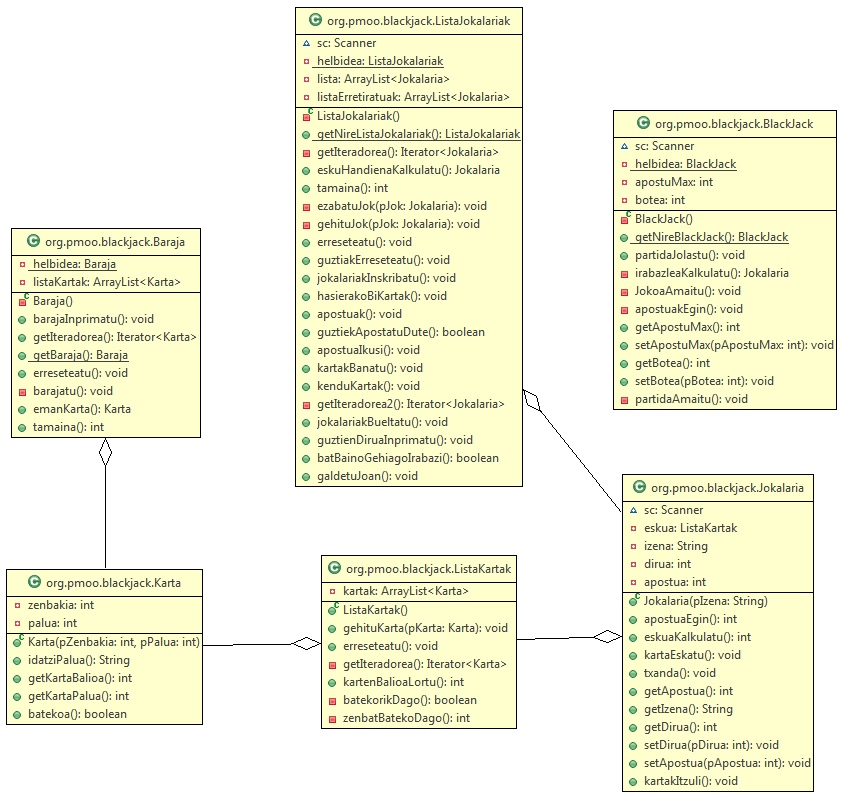 org.pmoo.blackjack.ListaJokalariak
sc: Scanner
helbidea: ListaJokalariak
lista: ArrayList<Jokalaria>
listaErretiratuak: ArrayList<Jokalaria>
ListaJokalariak()
getNireListaJokalariak(): ListaJokalariak
getIteradorea(): Iterator<Jokalaria>
eskuHandienaKalkulatu(): Jokalaria
tamaina(): int
ezabatuJok(pJok: Jokalaria): void
gehituJok(pJok: Jokalaria): void
erreseteatu(): void
guztiakErreseteatu(): void
jokalariakInskribatu(): void
hasierakoBiKartak(): void
apostuak(): void
guztiekApostatuDute(): boolean
apostuaIkusi(): void
kartakBanatu(): void
kenduKartak(): void
getIteradorea2(): Iterator<Jokalaria>
jokalariakBueltatu(): void
guztienDiruaInprimatu(): void
batBainoGehiagoIrabazi(): boolean
galdetuJoan(): void
org.pmoo.blackjack.BlackJack
sc: Scanner
helbidea: BlackJack
apostuMax: int
botea: int
BlackJack()
getNireBlackJack(): BlackJack
partidaJolastu(): void
irabazleaKalkulatu(): Jokalaria
JokoaAmaitu(): void
apostuakEgin(): void
getApostuMax(): int
setApostuMax(pApostuMax: int): void
getBotea(): int
setBotea(pBotea: int): void
partidaAmaitu(): void
org.pmoo.blackjack.Baraja
helbidea: Baraja
listaKartak: ArrayList<Karta>
Baraja()
barajaInprimatu(): void
getIteradorea(): Iterator<Karta>
getBaraja(): Baraja
erreseteatu(): void
barajatu(): void
emanKarta(): Karta
tamaina(): int
org.pmoo.blackjack.Karta
zenbakia: int
palua: int
Karta(pZenbakia: int, pPalua: int)
idatziPalua(): String
getKartaBalioa(): int
getKartaPalua(): int
batekoa(): boolean
org.pmoo.blackjack.ListaKartak
kartak: ArrayList<Karta>
ListaKartak()
gehituKarta(pKarta: Karta): void
erreseteatu(): void
getIteradorea(): Iterator<Karta>
kartenBalioaLortu(): int
batekorikDago(): boolean
zenbatBatekoDago(): int
org.pmoo.blackjack.Jokalaria
sc: Scanner
eskua: ListaKartak
izena: String
dirua: int
apostua: int
Jokalaria(pIzena: String)
apostuaEgin(): int
eskuaKalkulatu(): int
kartaEskatu(): void
txanda(): void
getApostua(): int
getIzena(): String
getDirua(): int
setDirua(pDirua: int): void
setApostua(pApostua: int): void
kartakItzuli(): void